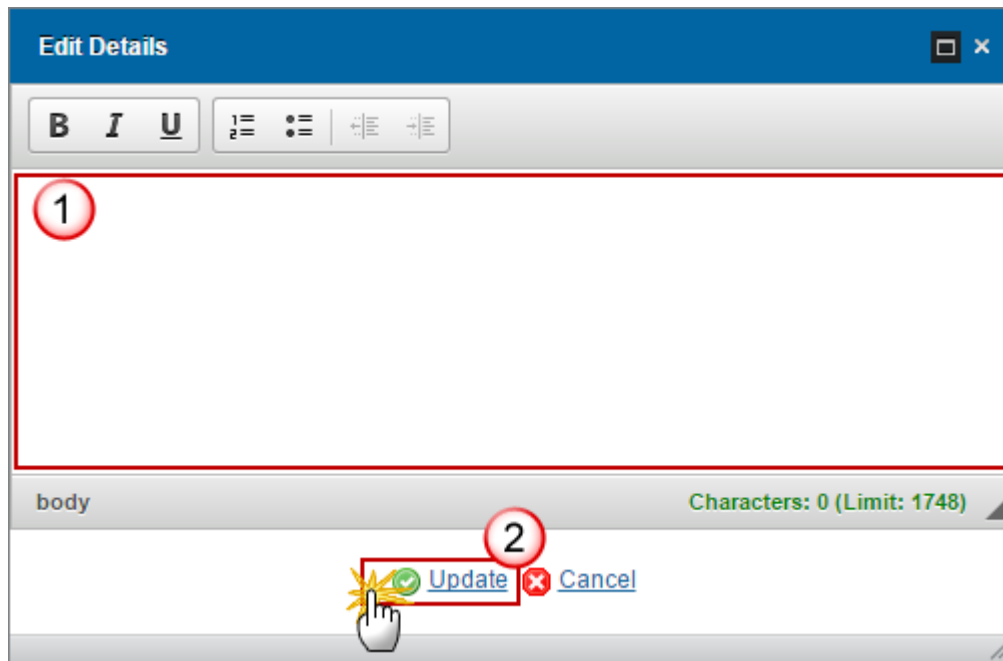 Edit Details
B I U
1
body Characters: 0 (Limit: 1748)
2
Update Cancel